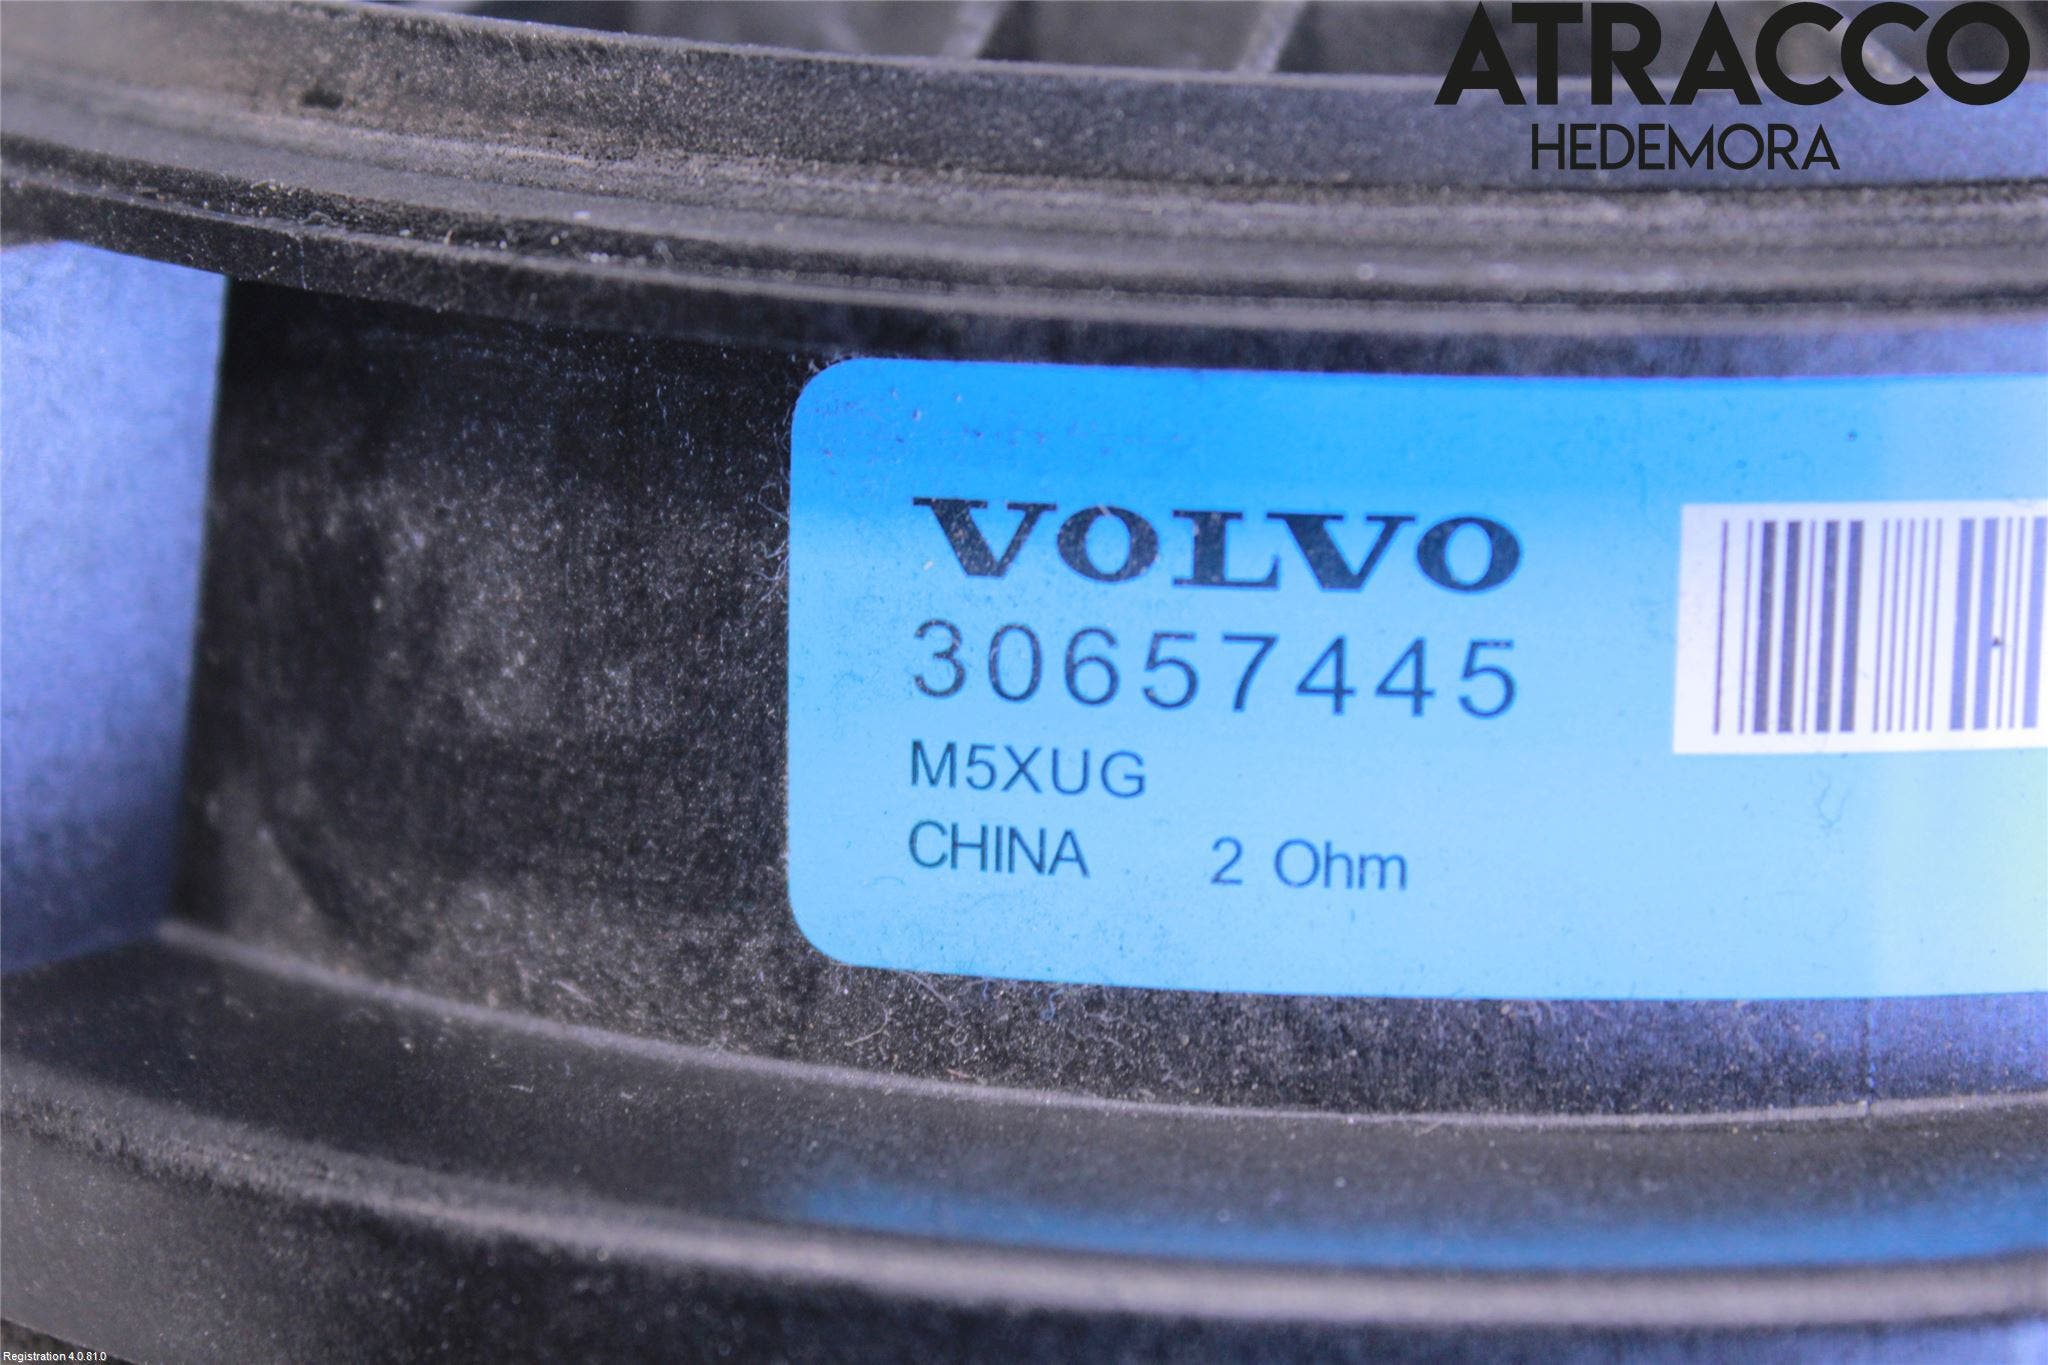 ATRACCO
HEDEMORA
VOLVO
30657445
M5XUG
CHINA 2 Ohm
Registration 4.0.81.0